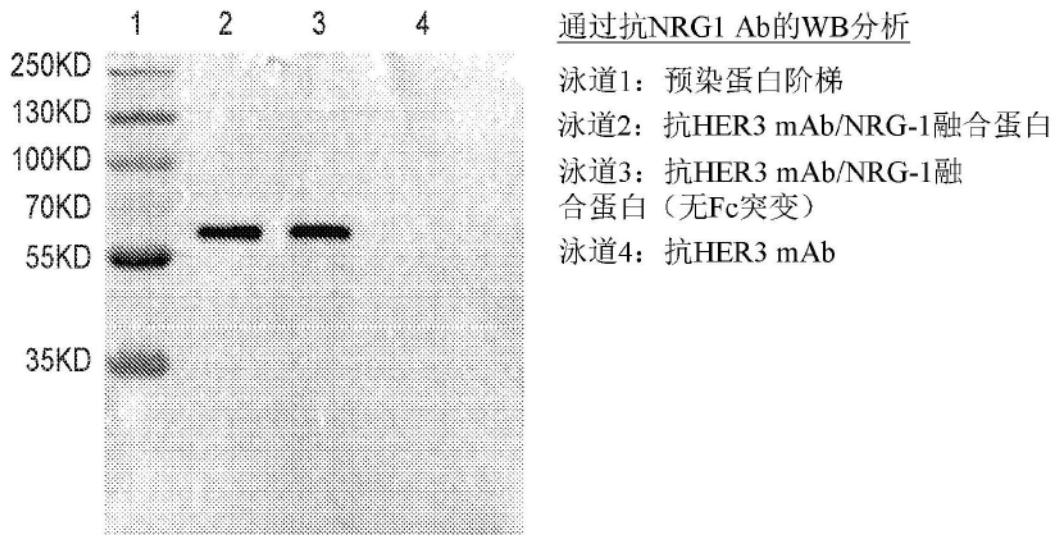 1 2 3 4
250KD
130KD
100KD
70KD
55KD
35KD
通过抗NRG1 Ab的WB分析
泳道1：预染蛋白阶梯
泳道2：抗HER3 mAb/NRG-1融合蛋白
泳道3：抗HER3 mAb/NRG-1融
合蛋白（无Fc突变）
泳道4：抗HER3 mAb